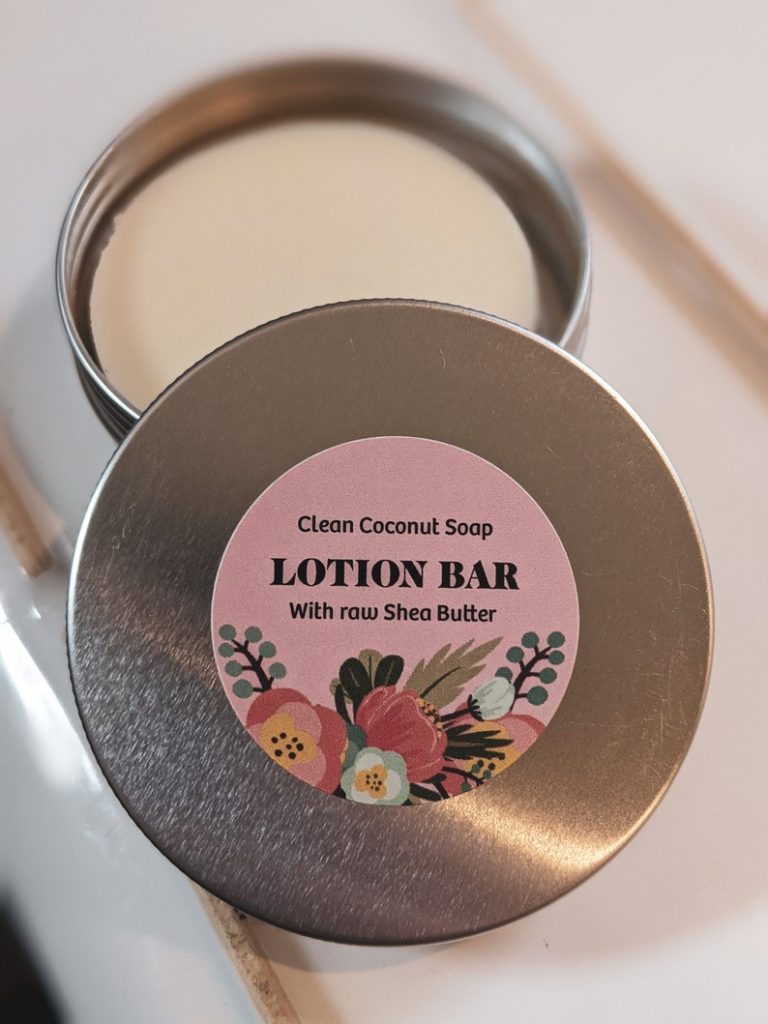 Clean Coconut Soap
LOTION BAR
With raw Shea Butter